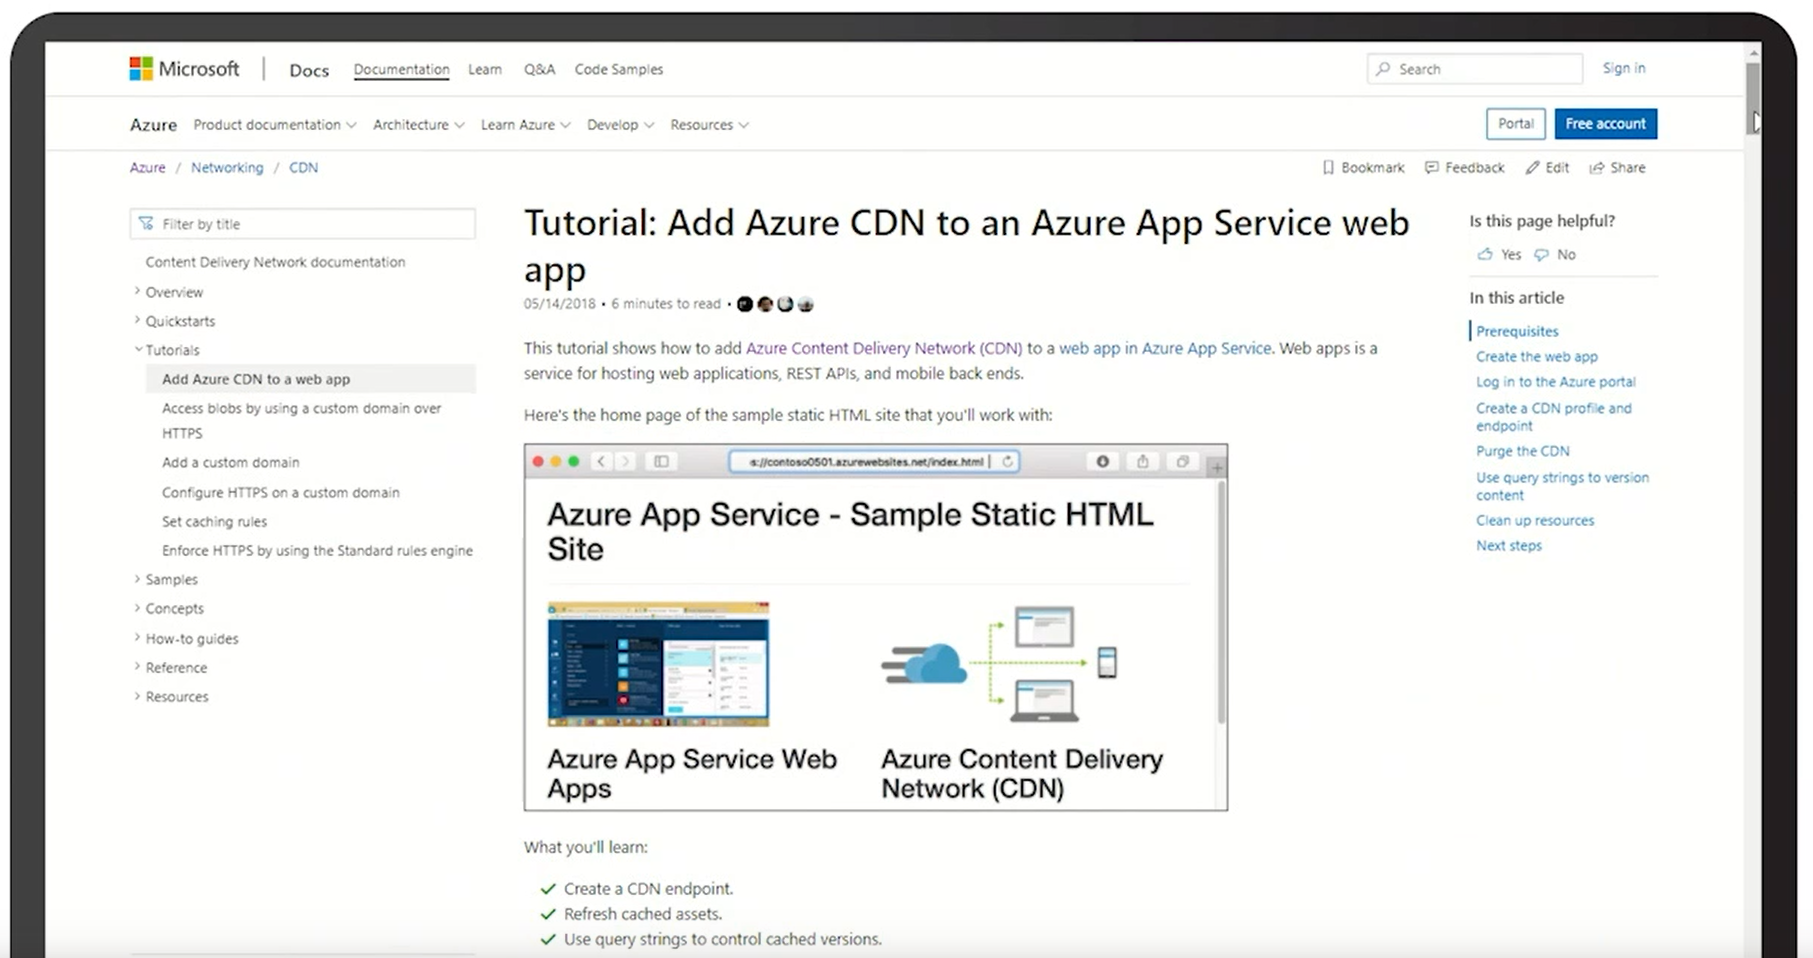 Microsoft Docs Documentation Learn Q&A Code Samples Search Sign in
Azure Product documentation Architecture Learn Azure Develop Resources Portal Free account
Azure / Networking / CDN Bookmark Feedback Edit Share
Filter by title
Content Delivery Network documentation
Overview
Quickstarts
Tutorials
Add Azure CDN to a web app
Access blobs by using a custom domain over
HTTPS
Add a custom domain
Configure HTTPS on a custom domain
Set caching rules
Enforce HTTPS by using the Standard rules engine
Samples
Concepts
How-to guides
Reference
Resources
Tutorial: Add Azure CDN to an Azure App Service web
app
05/14/2018 • 6 minutes to read •
This tutorial shows how to add Azure Content Delivery Network (CDN) to a web app in Azure App Service. Web apps is a
service for hosting web applications, REST APIs, and mobile back ends.
Here's the home page of the sample static HTML site that you'll work with:
s://contoso0501.azurewebsites.net/index.html
Azure App Service - Sample Static HTML
Site
Azure App Service Web
Apps
Azure Content Delivery
Network (CDN)
What you'll learn:
Create a CDN endpoint.
Refresh cached assets.
Use query strings to control cached versions.
Is this page helpful?
Yes No
In this article
Prerequisites
Create the web app
Log in to the Azure portal
Create a CDN profile and
endpoint
Purge the CDN
Use query strings to version
content
Clean up resources
Next steps